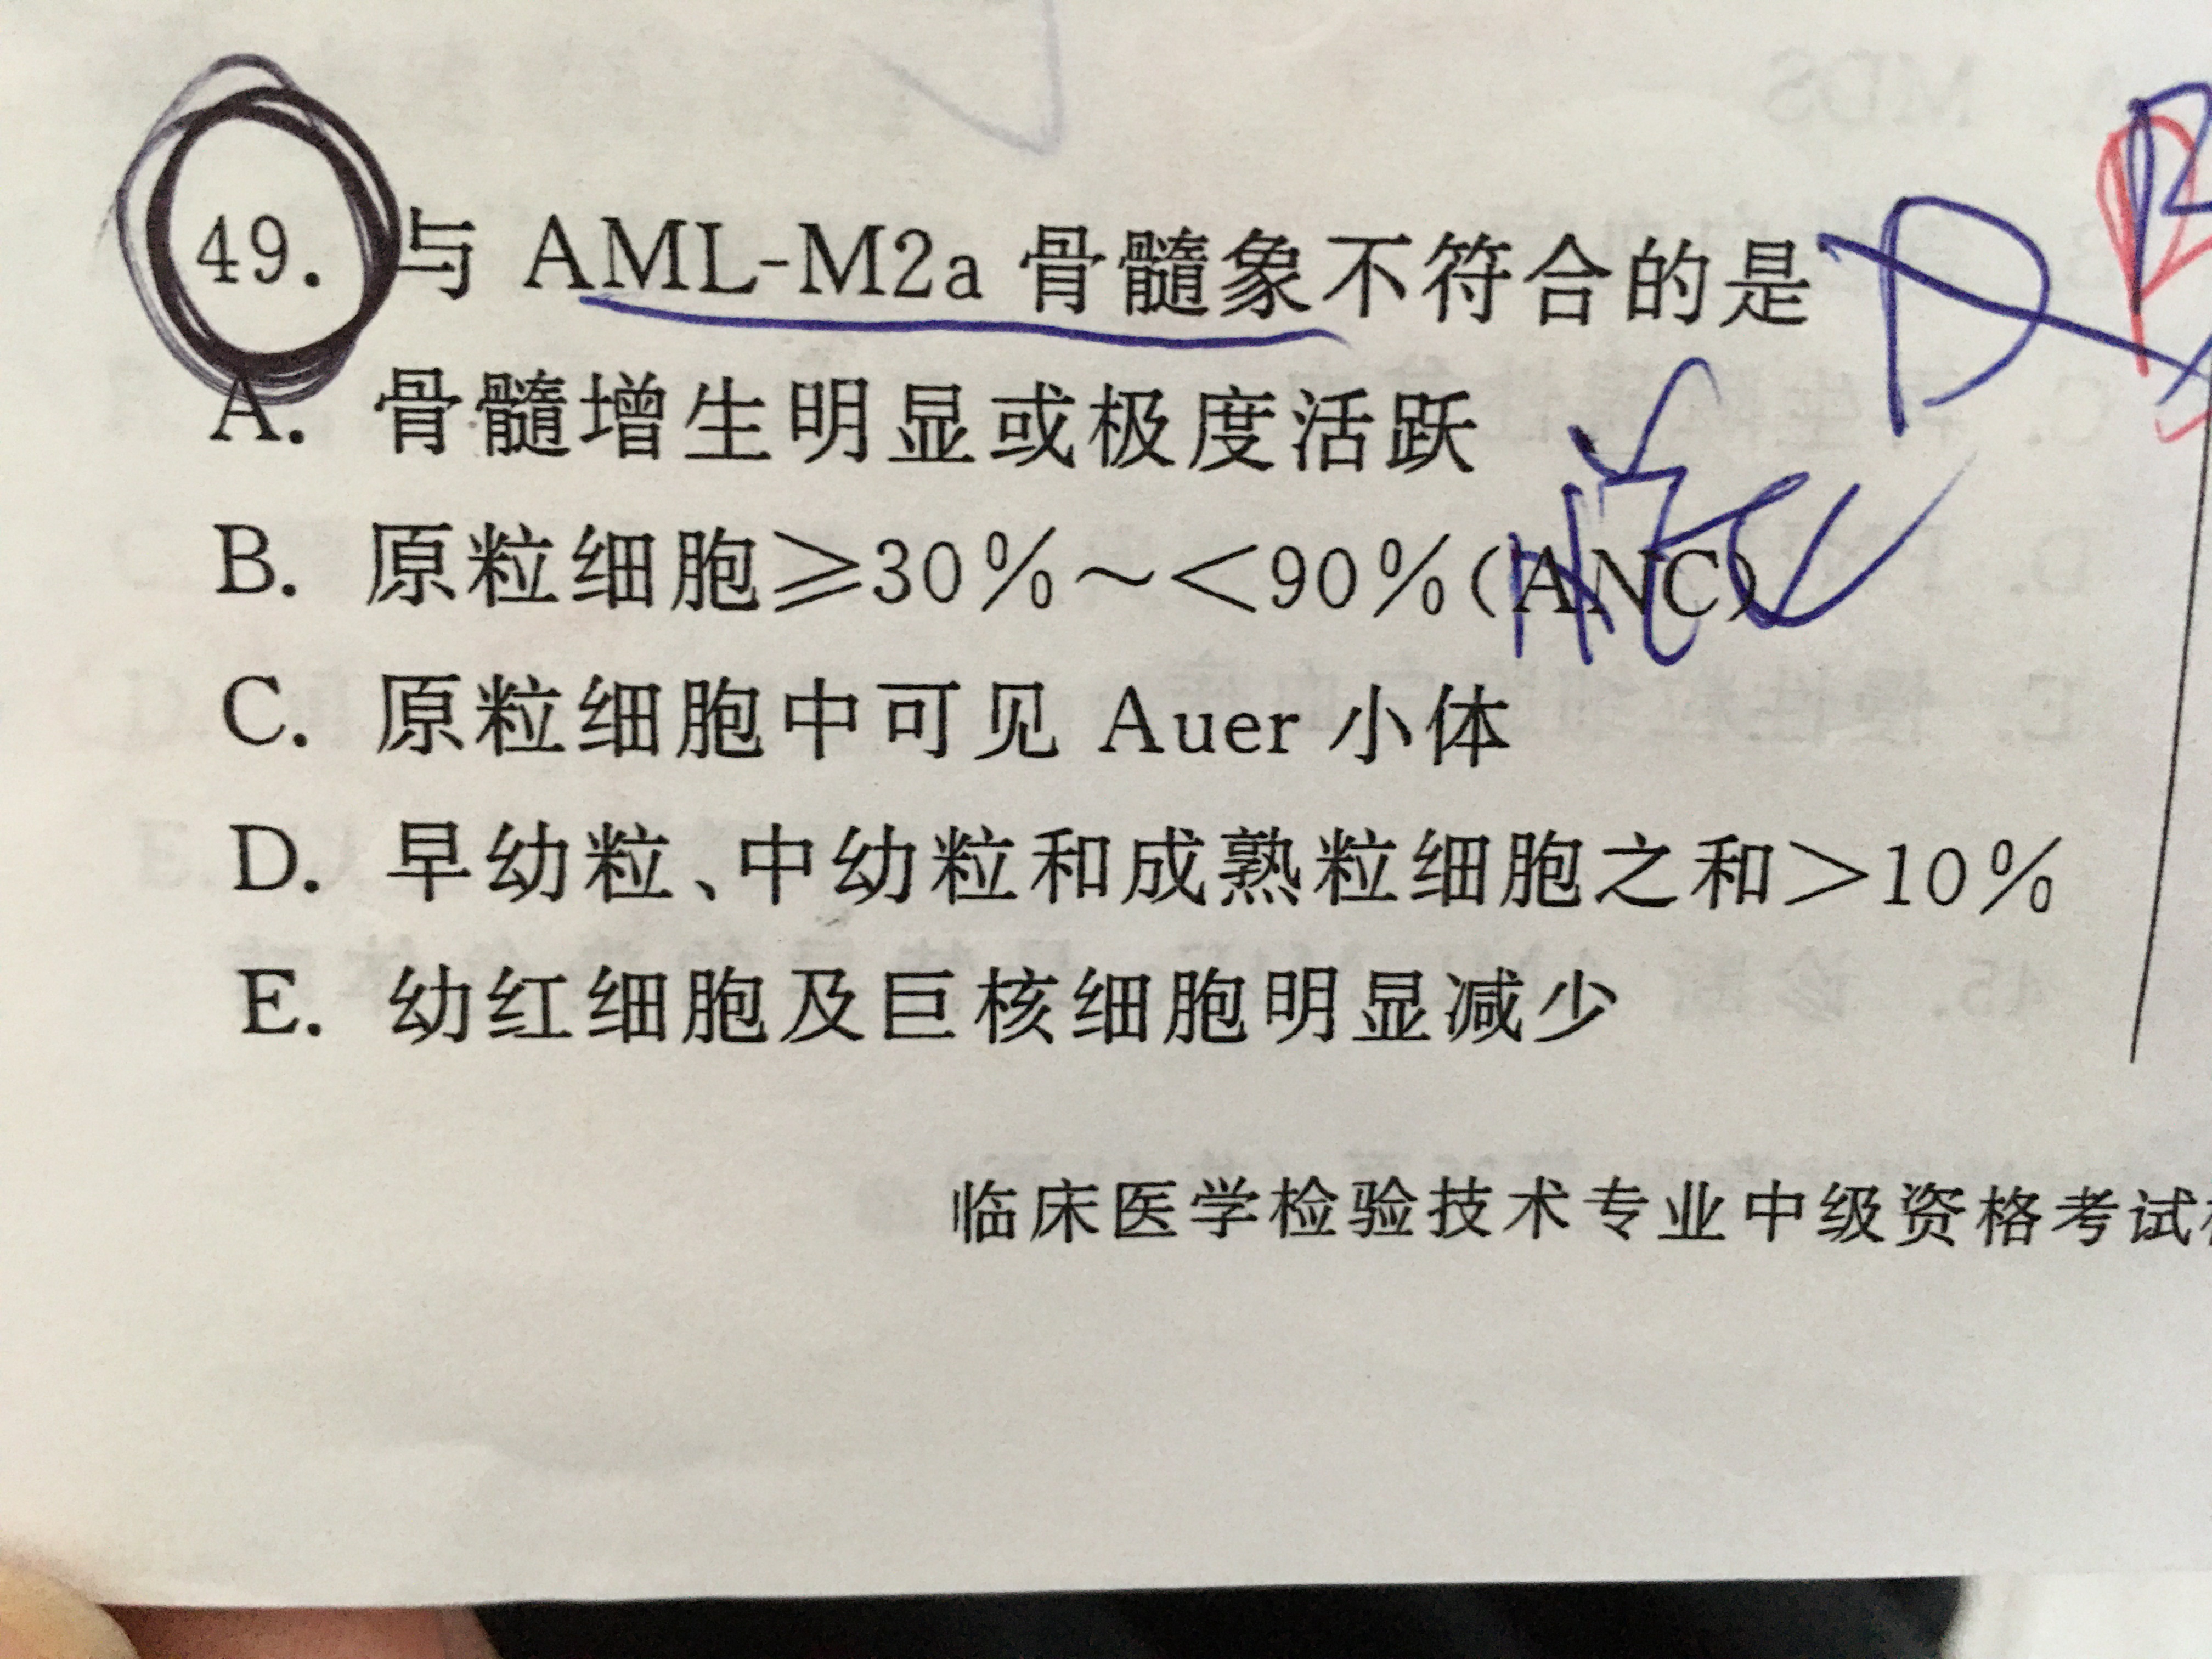 49. 与 AML-M2a 骨髓象不符合的是
A. 骨髓增生明显或极度活跃
B. 原粒细胞≥30%～<90%(ANC)
C. 原粒细胞中可见 Auer 小体
D. 早幼粒、中幼粒和成熟粒细胞之和>10%
E. 幼红细胞及巨核细胞明显减少
临床医学检验技术专业中级资格考试